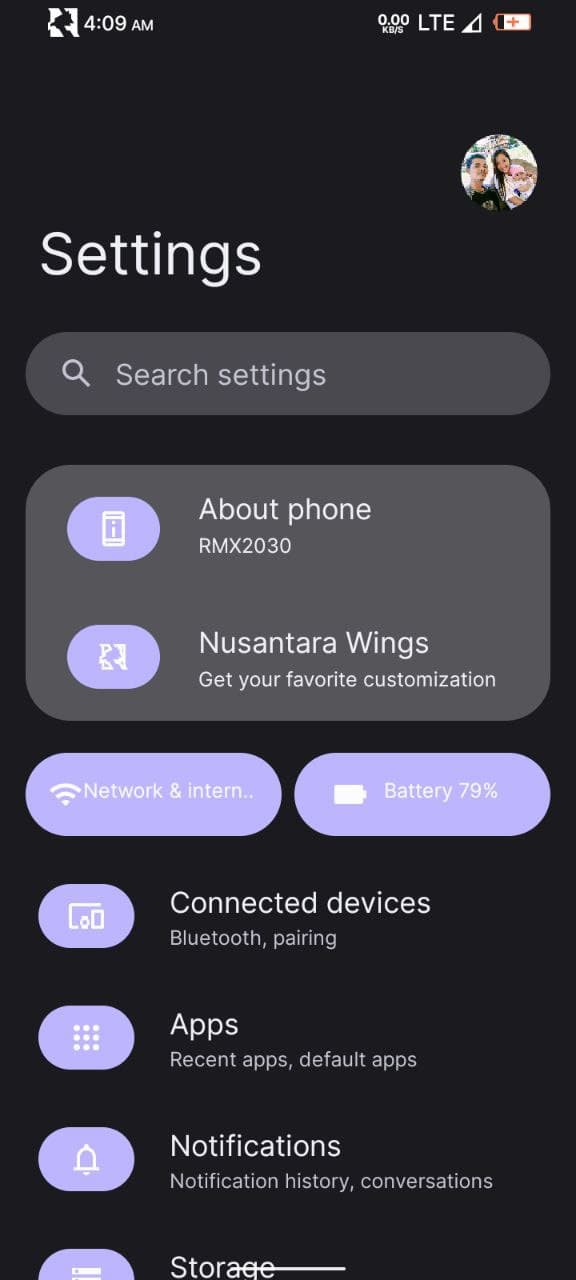 4:09 AM
0.00 KB/S LTE
Settings
Search settings
About phone
RMX2030
Nusantara Wings
Get your favorite customization
Network & intern..
Battery 79%
Connected devices
Bluetooth, pairing
Apps
Recent apps, default apps
Notifications
Notification history, conversations
Storage